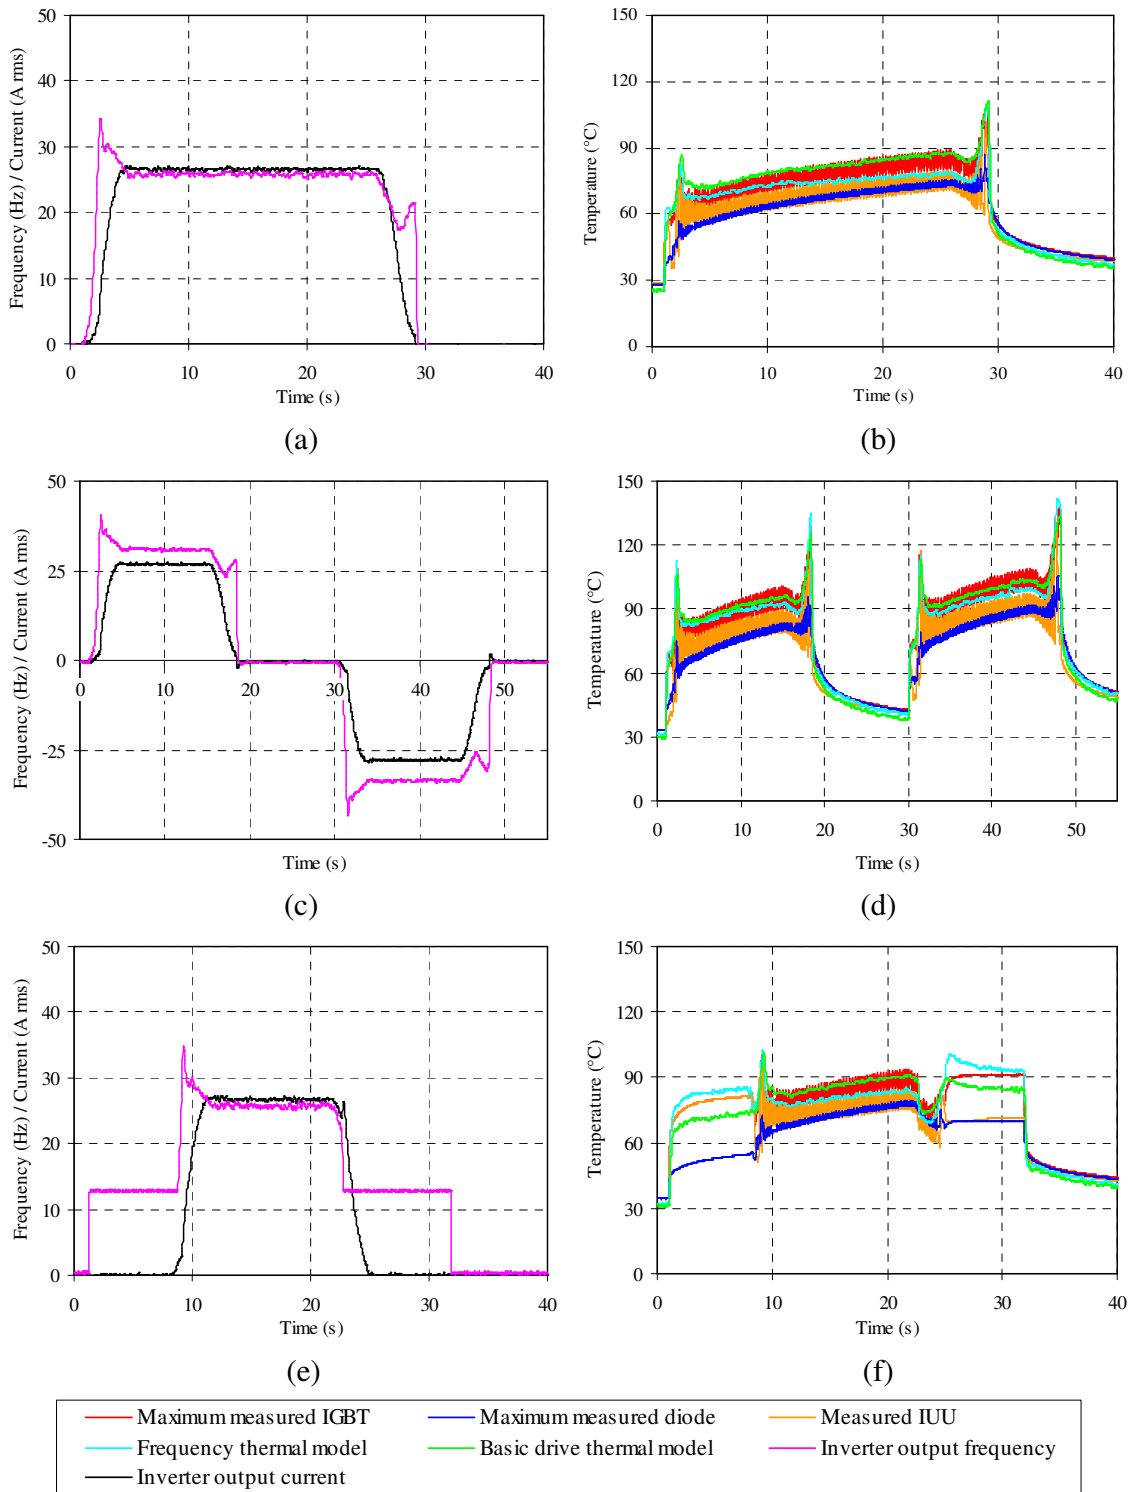 Frequency (Hz) / Current (A rms)
50
40
30
20
10
0
0 10 20 30 40
Time (s)
(a)
Temperature (°C)
150
120
90
60
30
0
0 10 20 30 40
Time (s)
(b)
Frequency (Hz) / Current (A rms)
50
25
0
-25
-50
0 10 20 30 40 50
Time (s)
(c)
Temperature (°C)
150
120
90
60
30
0
0 10 20 30 40 50
Time (s)
(d)
Frequency (Hz) / Current (A rms)
50
40
30
20
10
0
0 10 20 30 40
Time (s)
(e)
Temperature (°C)
150
120
90
60
30
0
0 10 20 30 40
Time (s)
(f)
Maximum measured IGBT Maximum measured diode Measured IUU
Frequency thermal model Basic drive thermal model Inverter output frequency
Inverter output current